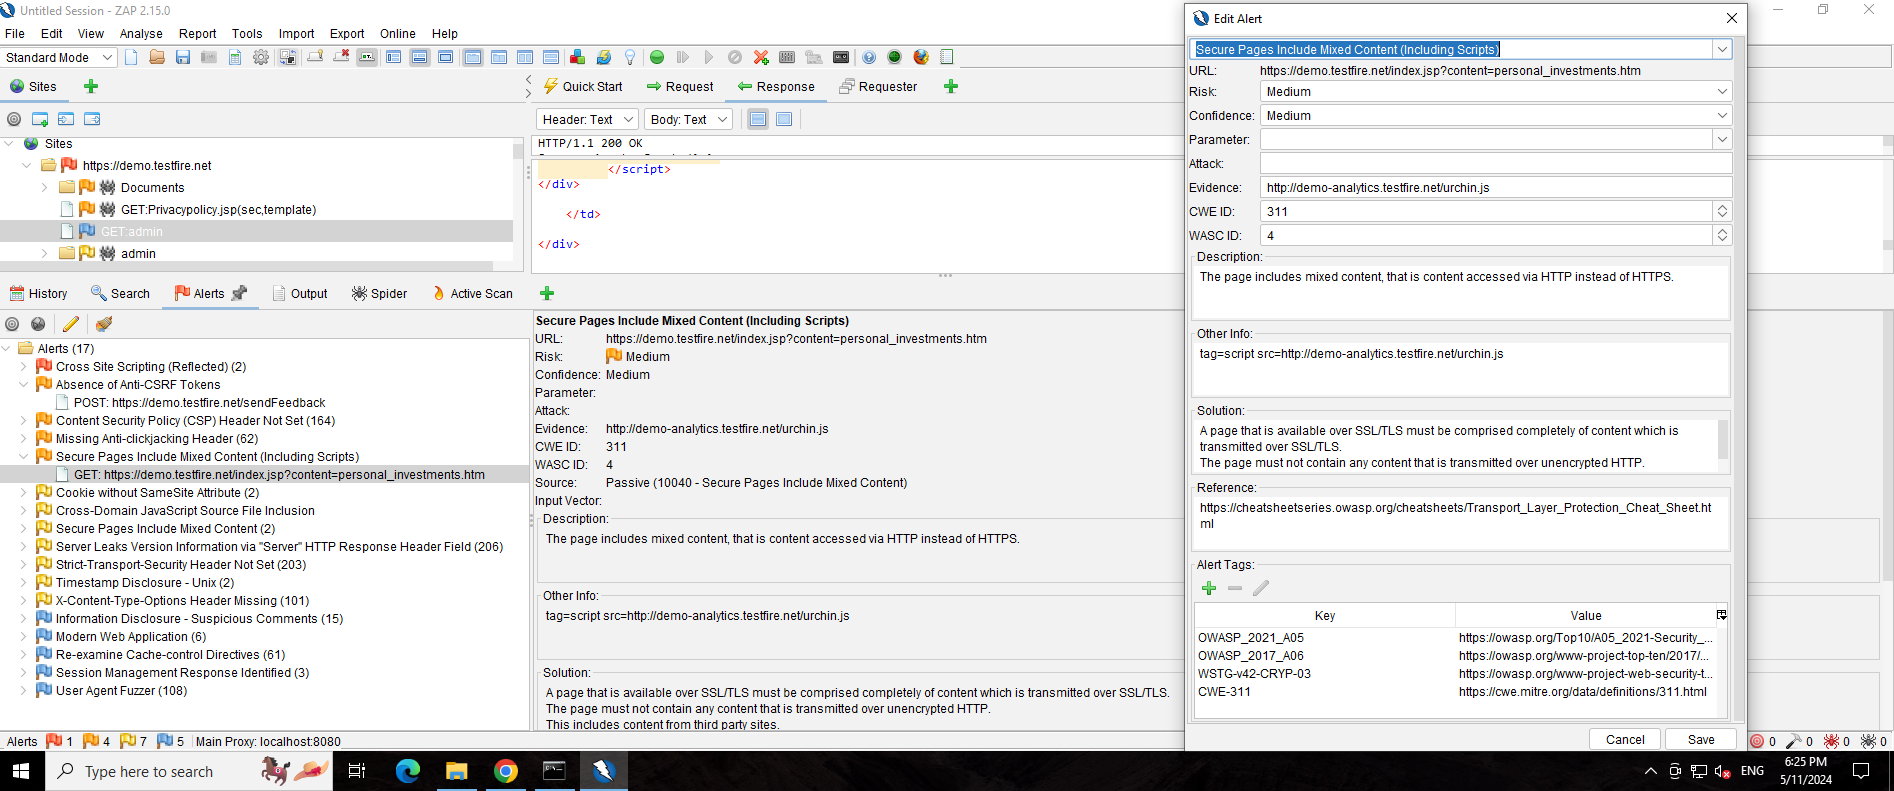 Untitled Session - ZAP 2.15.0
File Edit View Analyse Report Tools Import Export Online Help
Standard Mode
Sites
Quick Start
Request
Response
Requester
Header: Text
Body: Text
Sites
https://demo.testfire.net
Documents
GET:Privacypolicy.jsp(sec,template)
GET:admin
admin
HTTP/1.1 200 OK
</script>
</div>
</td>
</div>
History
Search
Alerts
Output
Spider
Active Scan
Alerts (17)
Cross Site Scripting (Reflected) (2)
Absence of Anti-CSRF Tokens
POST: https://demo.testfire.net/sendFeedback
Content Security Policy (CSP) Header Not Set (164)
Missing Anti-clickjacking Header (62)
Secure Pages Include Mixed Content (Including Scripts)
GET: https://demo.testfire.net/index.jsp?content=personal_investments.htm
Cookie without SameSite Attribute (2)
Cross-Domain JavaScript Source File Inclusion
Secure Pages Include Mixed Content (2)
Server Leaks Version Information via "Server" HTTP Response Header Field (206)
Strict-Transport-Security Header Not Set (203)
Timestamp Disclosure - Unix (2)
X-Content-Type-Options Header Missing (101)
Information Disclosure - Suspicious Comments (15)
Modern Web Application (6)
Re-examine Cache-control Directives (61)
Session Management Response Identified (3)
User Agent Fuzzer (108)
Secure Pages Include Mixed Content (Including Scripts)
URL: https://demo.testfire.net/index.jsp?content=personal_investments.htm
Risk: Medium
Confidence: Medium
Parameter:
Attack:
Evidence: http://demo-analytics.testfire.net/urchin.js
CWE ID: 311
WASC ID: 4
Source: Passive (10040 - Secure Pages Include Mixed Content)
Input Vector:
Description:
The page includes mixed content, that is content accessed via HTTP instead of HTTPS.
Other Info:
tag=script src=http://demo-analytics.testfire.net/urchin.js
Solution:
A page that is available over SSL/TLS must be comprised completely of content which is transmitted over SSL/TLS.
The page must not contain any content that is transmitted over unencrypted HTTP.
This includes content from third party sites.
Edit Alert
Secure Pages Include Mixed Content (Including Scripts)
URL: https://demo.testfire.net/index.jsp?content=personal_investments.htm
Risk: Medium
Confidence: Medium
Parameter:
Attack:
Evidence: http://demo-analytics.testfire.net/urchin.js
CWE ID: 311
WASC ID: 4
Description:
The page includes mixed content, that is content accessed via HTTP instead of HTTPS.
Other Info:
tag=script src=http://demo-analytics.testfire.net/urchin.js
Solution:
A page that is available over SSL/TLS must be comprised completely of content which is
transmitted over SSL/TLS.
The page must not contain any content that is transmitted over unencrypted HTTP.
Reference:
https://cheatsheetseries.owasp.org/cheatsheets/Transport_Layer_Protection_Cheat_Sheet.ht
ml
Alert Tags:
Key Value
OWASP_2021_A05 https://owasp.org/Top10/A05_2021-Security_...
OWASP_2017_A06 https://owasp.org/www-project-top-ten/2017/...
WSTG-v42-CRYP-03 https://owasp.org/www-project-web-security-t...
CWE-311 https://cwe.mitre.org/data/definitions/311.html
Cancel Save
Alerts 1 4 7 5 Main Proxy: localhost:8080
0 0 0 0
Type here to search
ENG
6:25 PM
5/11/2024